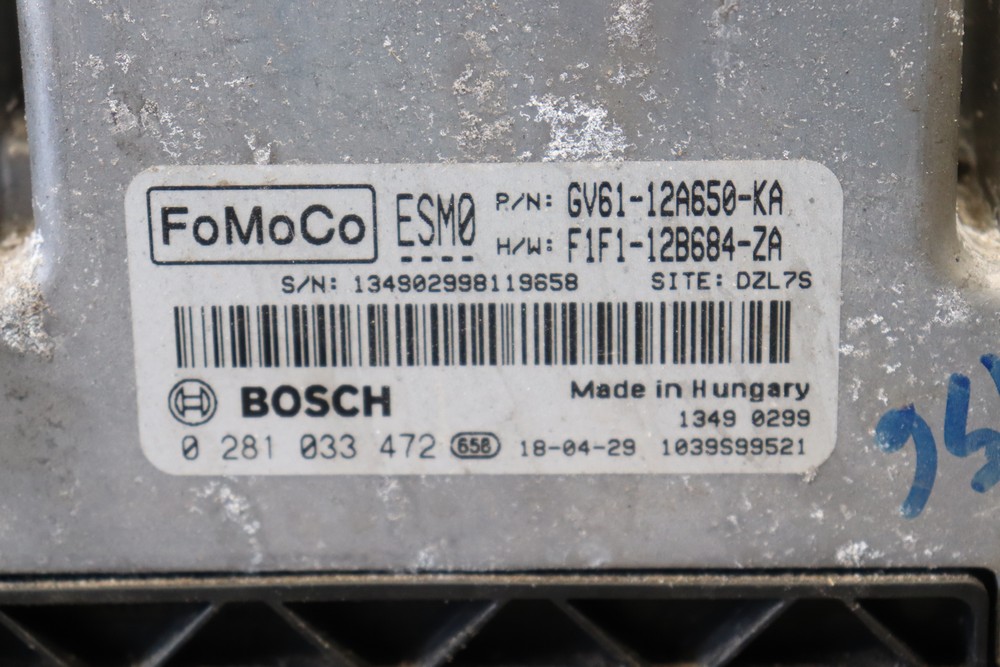 FoMoCo ESM0 P/N: GV61-12A650-KA
H/W: F1F1-12B684-ZA
S/N: 134902998119658 SITE: DZL7S
BOSCH Made in Hungary
1349 0299
0 281 033 472 658 18-04-29 1039S99521